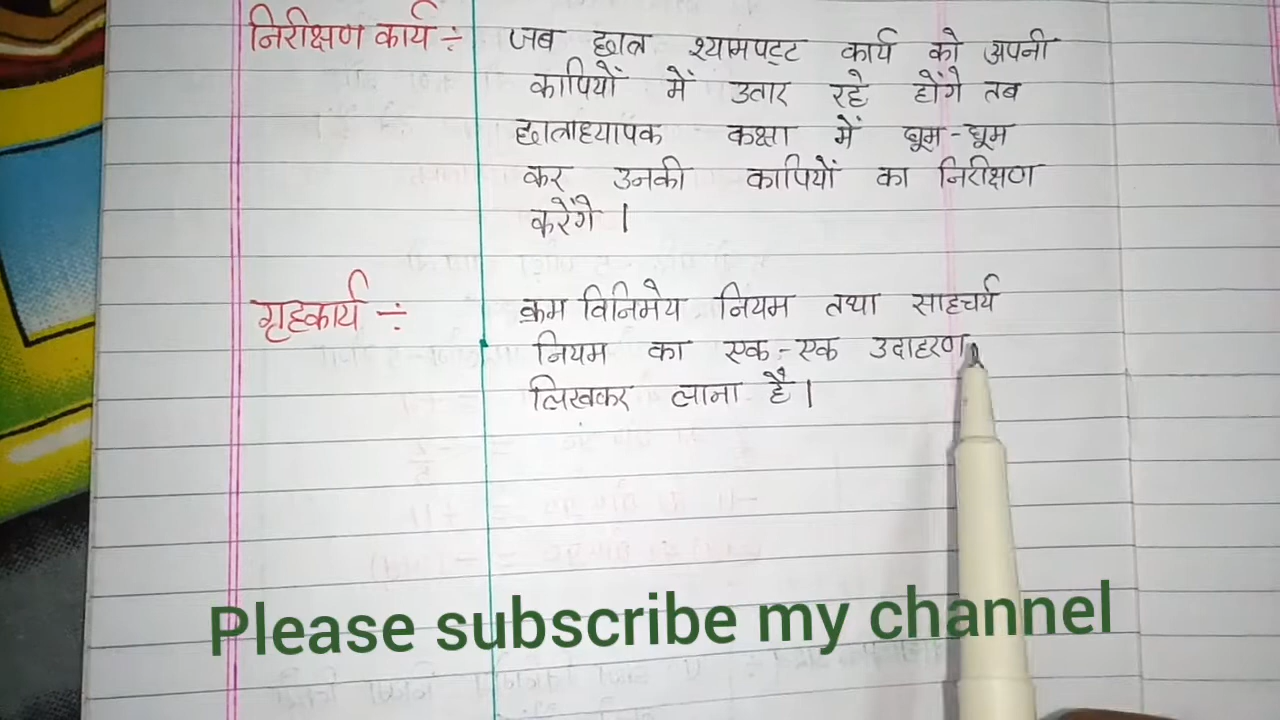 निरीक्षण कार्य ÷ जब छात्र श्यामपट्ट कार्य को अपनी
कापियों में उतार रहे होंगे तब
छात्राध्यापक कक्षा में घूम-घूम
कर उनकी कापियों का निरीक्षण
करेंगे ।
गृहकार्य ÷ क्रम विनिमेय नियम तथा साहचर्य
नियम का एक-एक उदाहरण
लिखकर लाना है ।
Please subscribe my channel